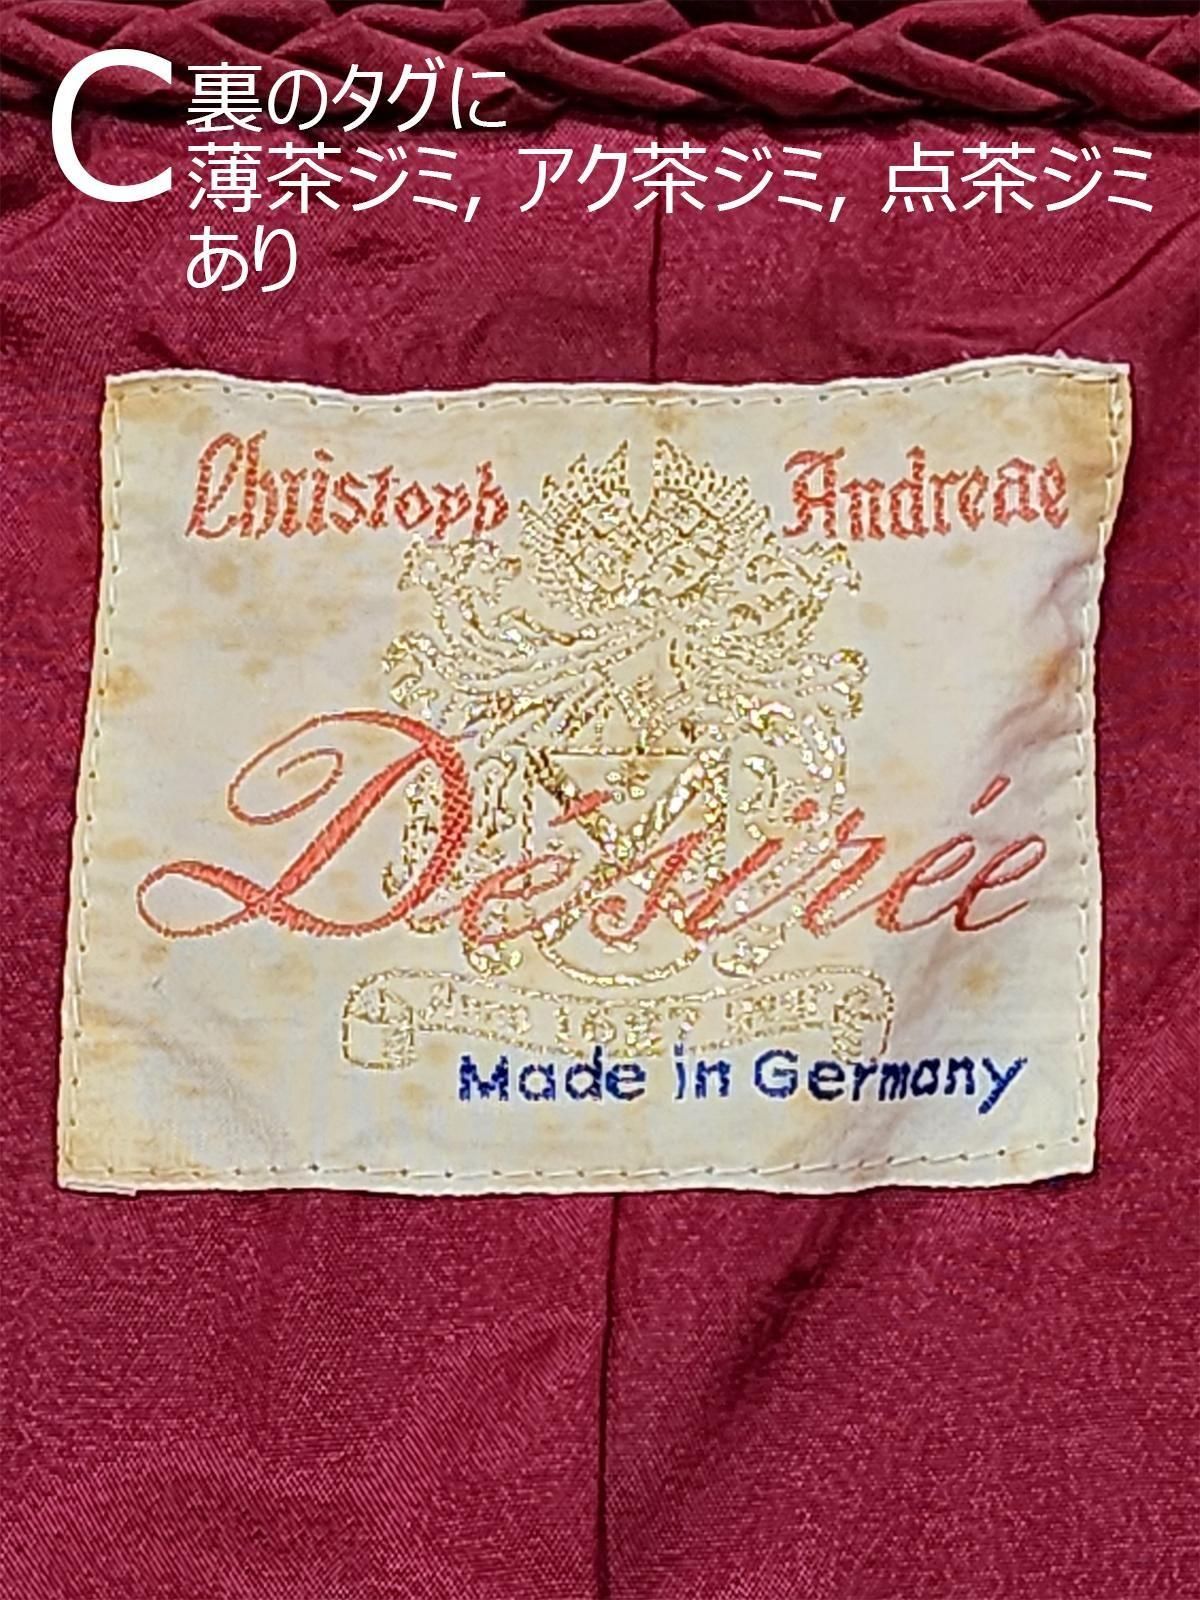 C 裏のタグに
薄茶ジミ, アク茶ジミ, 点茶ジミ
あり
Christoph Andreae
Désirée
Made in Germany